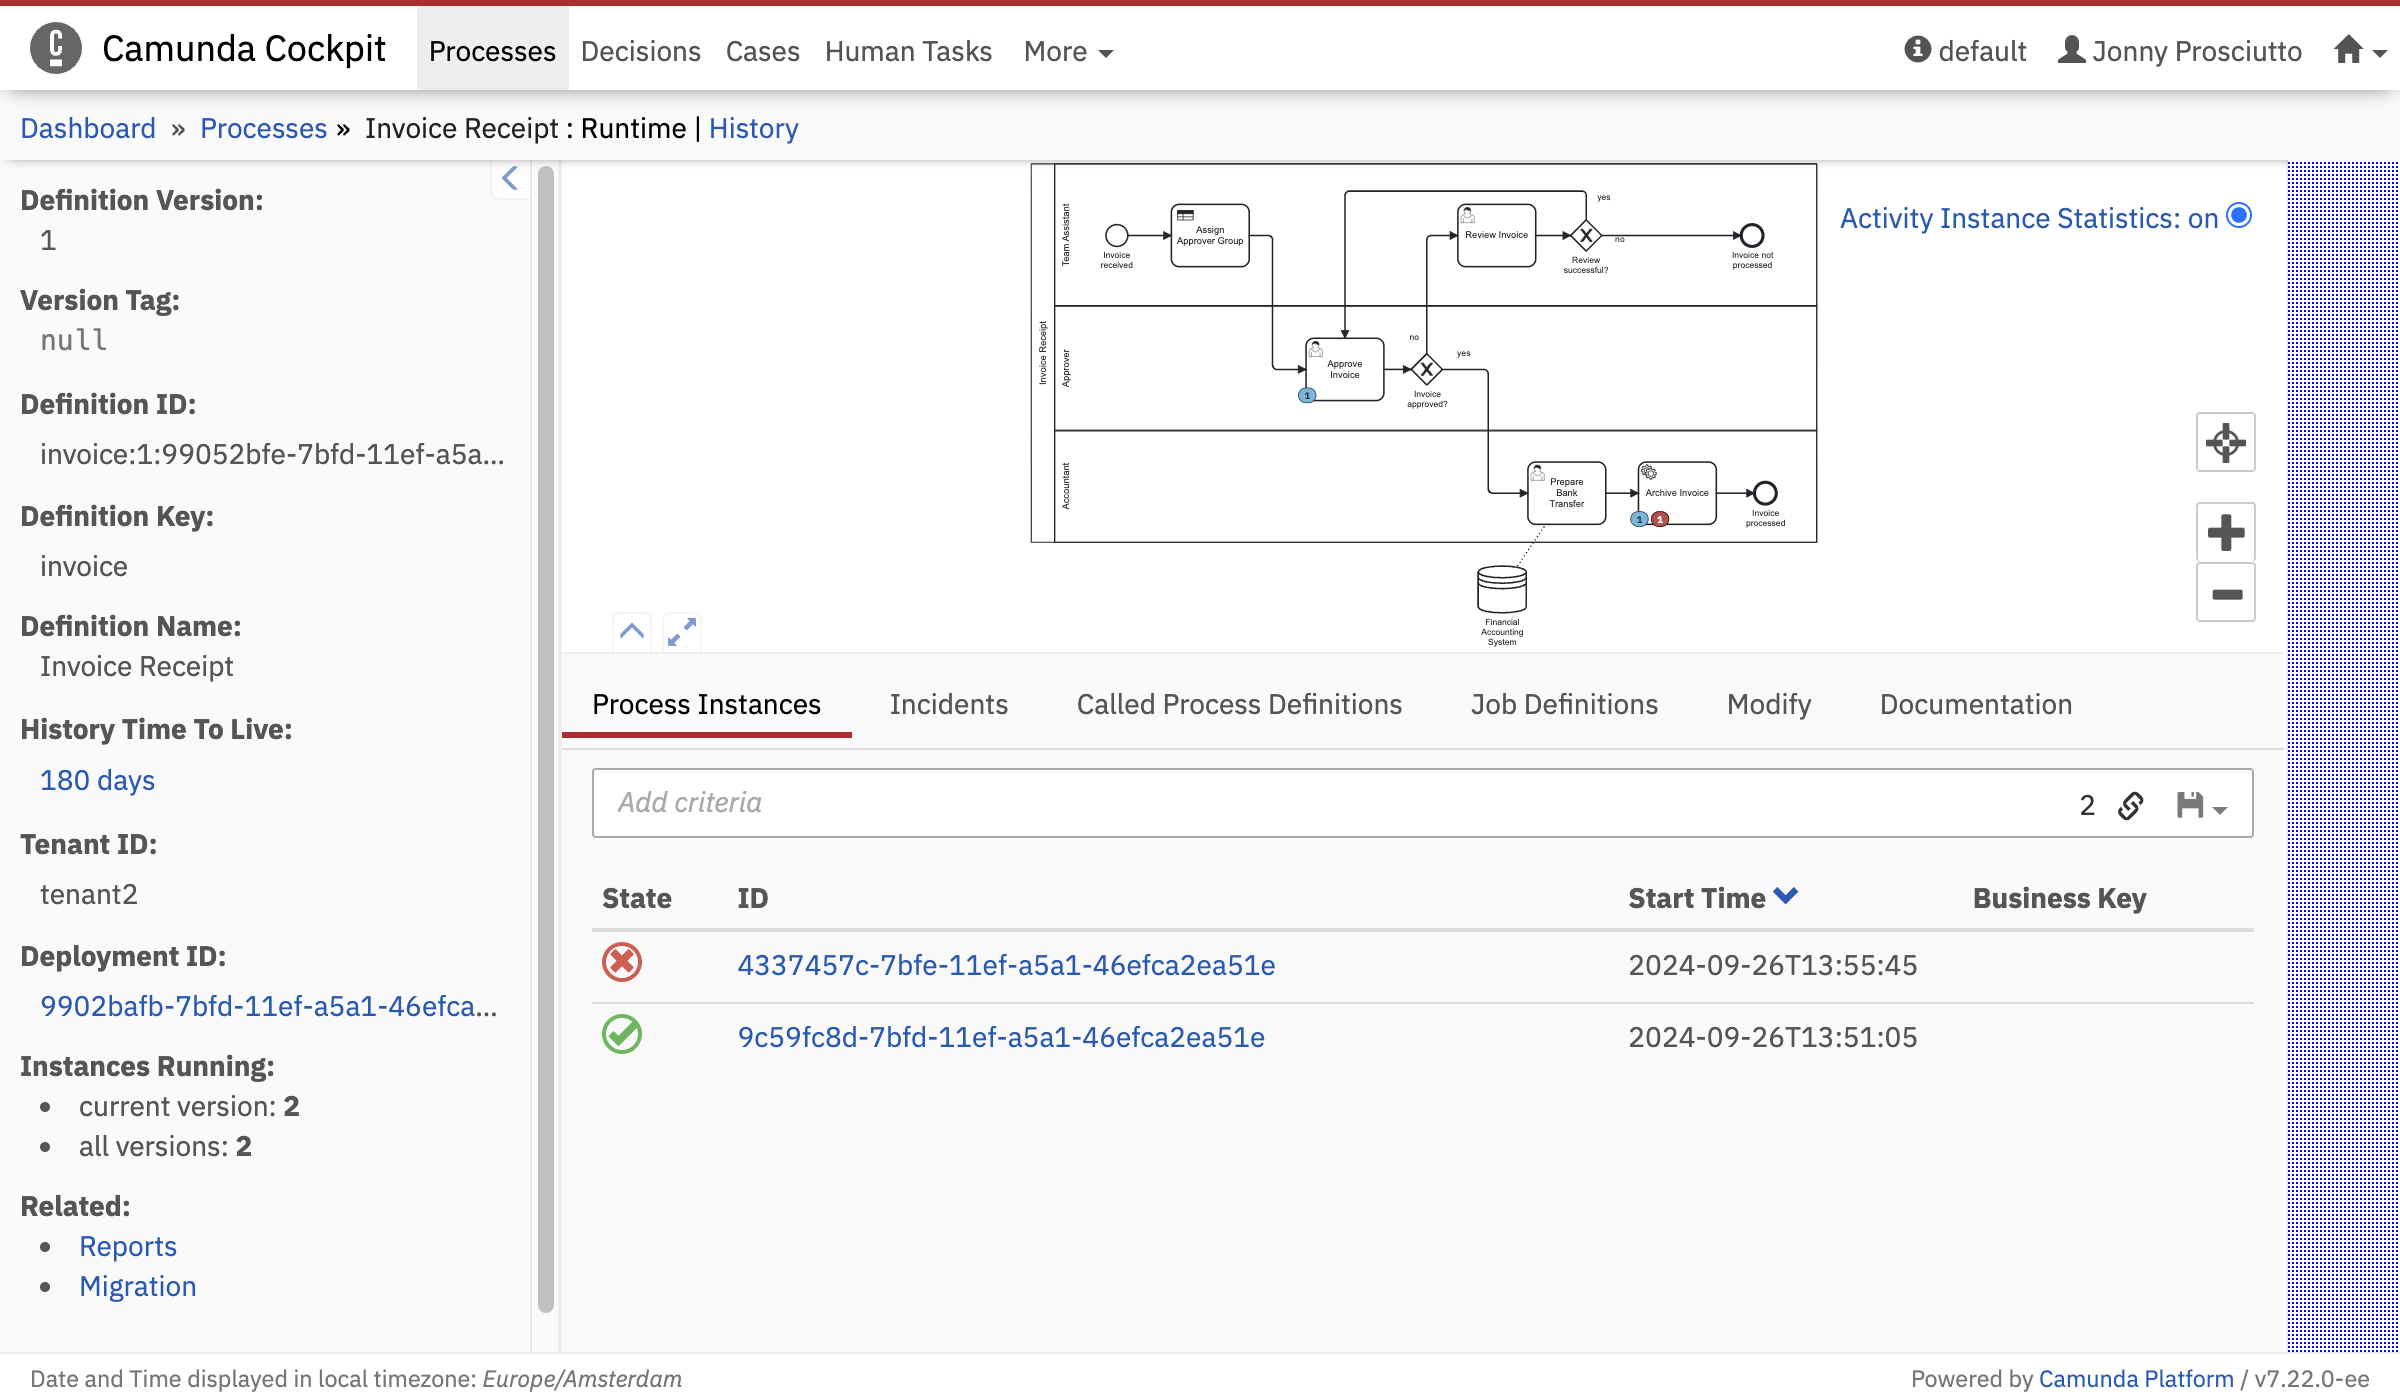 Camunda Cockpit
Processes
Decisions
Cases
Human Tasks
More
default
Jonny Prosciutto
Dashboard » Processes » Invoice Receipt : Runtime | History
Definition Version:
1
Version Tag:
null
Definition ID:
invoice:1:99052bfe-7bfd-11ef-a5a...
Definition Key:
invoice
Definition Name:
Invoice Receipt
History Time To Live:
180 days
Tenant ID:
tenant2
Deployment ID:
9902bafb-7bfd-11ef-a5a1-46efca...
Instances Running:
current version: 2
all versions: 2
Related:
Reports
Migration
Invoice Receipt
Team Assistant
Invoice
received
Assign
Approver Group
Review Invoice
yes
Review
successful?
no
Invoice not
processed
Approver
Approve
Invoice
1
no
Invoice
approved?
yes
Accountant
Prepare
Bank
Transfer
Archive Invoice
1
1
Invoice
processed
Financial
Accounting
System
Activity Instance Statistics: on
Process Instances
Incidents
Called Process Definitions
Job Definitions
Modify
Documentation
Add criteria
2
State ID Start Time Business Key
4337457c-7bfe-11ef-a5a1-46efca2ea51e 2024-09-26T13:55:45
9c59fc8d-7bfd-11ef-a5a1-46efca2ea51e 2024-09-26T13:51:05
Date and Time displayed in local timezone: Europe/Amsterdam
Powered by Camunda Platform / v7.22.0-ee